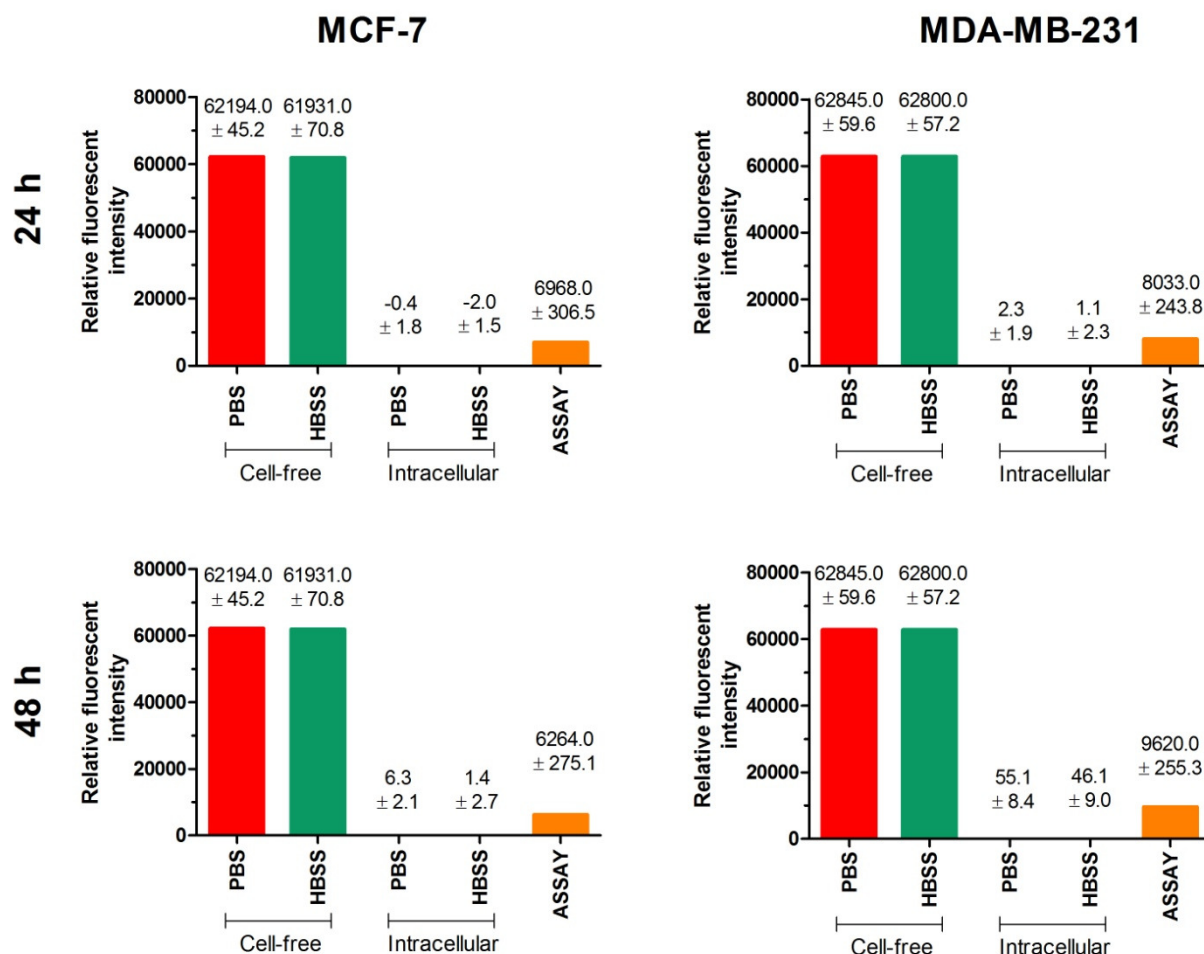 MCF-7
MDA-MB-231
24 h
Relative fluorescent
intensity
80000
60000
40000
20000
0
62194.0
± 45.2
61931.0
± 70.8
-0.4
± 1.8
-2.0
± 1.5
6968.0
± 306.5
PBS
HBSS
PBS
HBSS
ASSAY
Cell-free
Intracellular
Relative fluorescent
intensity
80000
60000
40000
20000
0
62845.0
± 59.6
62800.0
± 57.2
2.3
± 1.9
1.1
± 2.3
8033.0
± 243.8
PBS
HBSS
PBS
HBSS
ASSAY
Cell-free
Intracellular
48 h
Relative fluorescent
intensity
80000
60000
40000
20000
0
62194.0
± 45.2
61931.0
± 70.8
6.3
± 2.1
1.4
± 2.7
6264.0
± 275.1
PBS
HBSS
PBS
HBSS
ASSAY
Cell-free
Intracellular
Relative fluorescent
intensity
80000
60000
40000
20000
0
62845.0
± 59.6
62800.0
± 57.2
55.1
± 8.4
46.1
± 9.0
9620.0
± 255.3
PBS
HBSS
PBS
HBSS
ASSAY
Cell-free
Intracellular